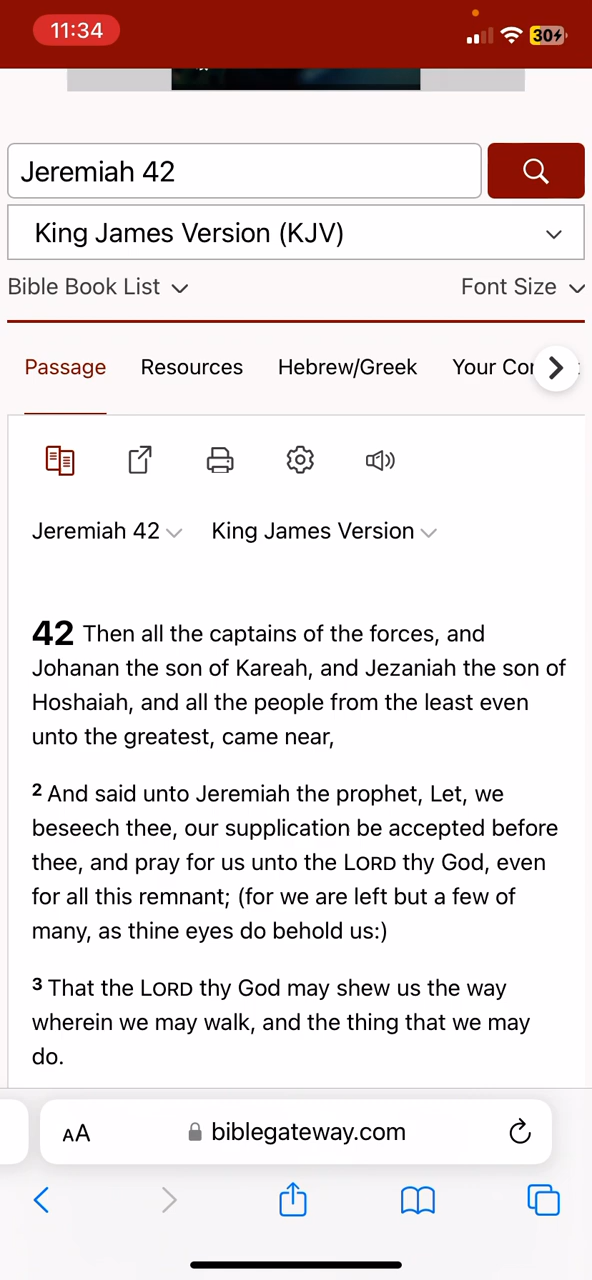 11:34
30
Jeremiah 42
King James Version (KJV)
Bible Book List
Font Size
Passage Resources Hebrew/Greek Your Con
Jeremiah 42 King James Version
42 Then all the captains of the forces, and
Johanan the son of Kareah, and Jezaniah the son of
Hoshaiah, and all the people from the least even
unto the greatest, came near,
2 And said unto Jeremiah the prophet, Let, we
beseech thee, our supplication be accepted before
thee, and pray for us unto the LORD thy God, even
for all this remnant; (for we are left but a few of
many, as thine eyes do behold us:)
3 That the LORD thy God may shew us the way
wherein we may walk, and the thing that we may
do.
AA biblegateway.com